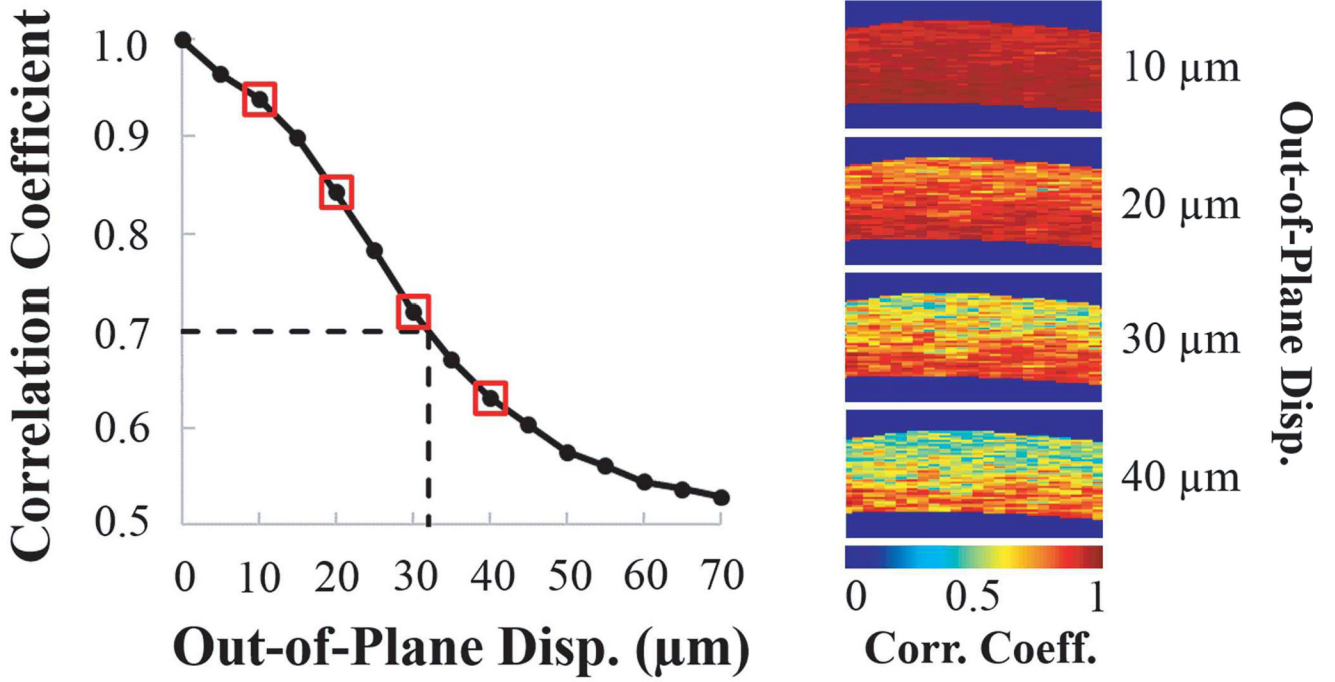 Correlation Coefficient
1.0
0.9
0.8
0.7
0.6
0.5
0 10 20 30 40 50 60 70
Out-of-Plane Disp. (μm)
10 μm
20 μm
30 μm
40 μm
Out-of-Plane Disp.
0 0.5 1
Corr. Coeff.